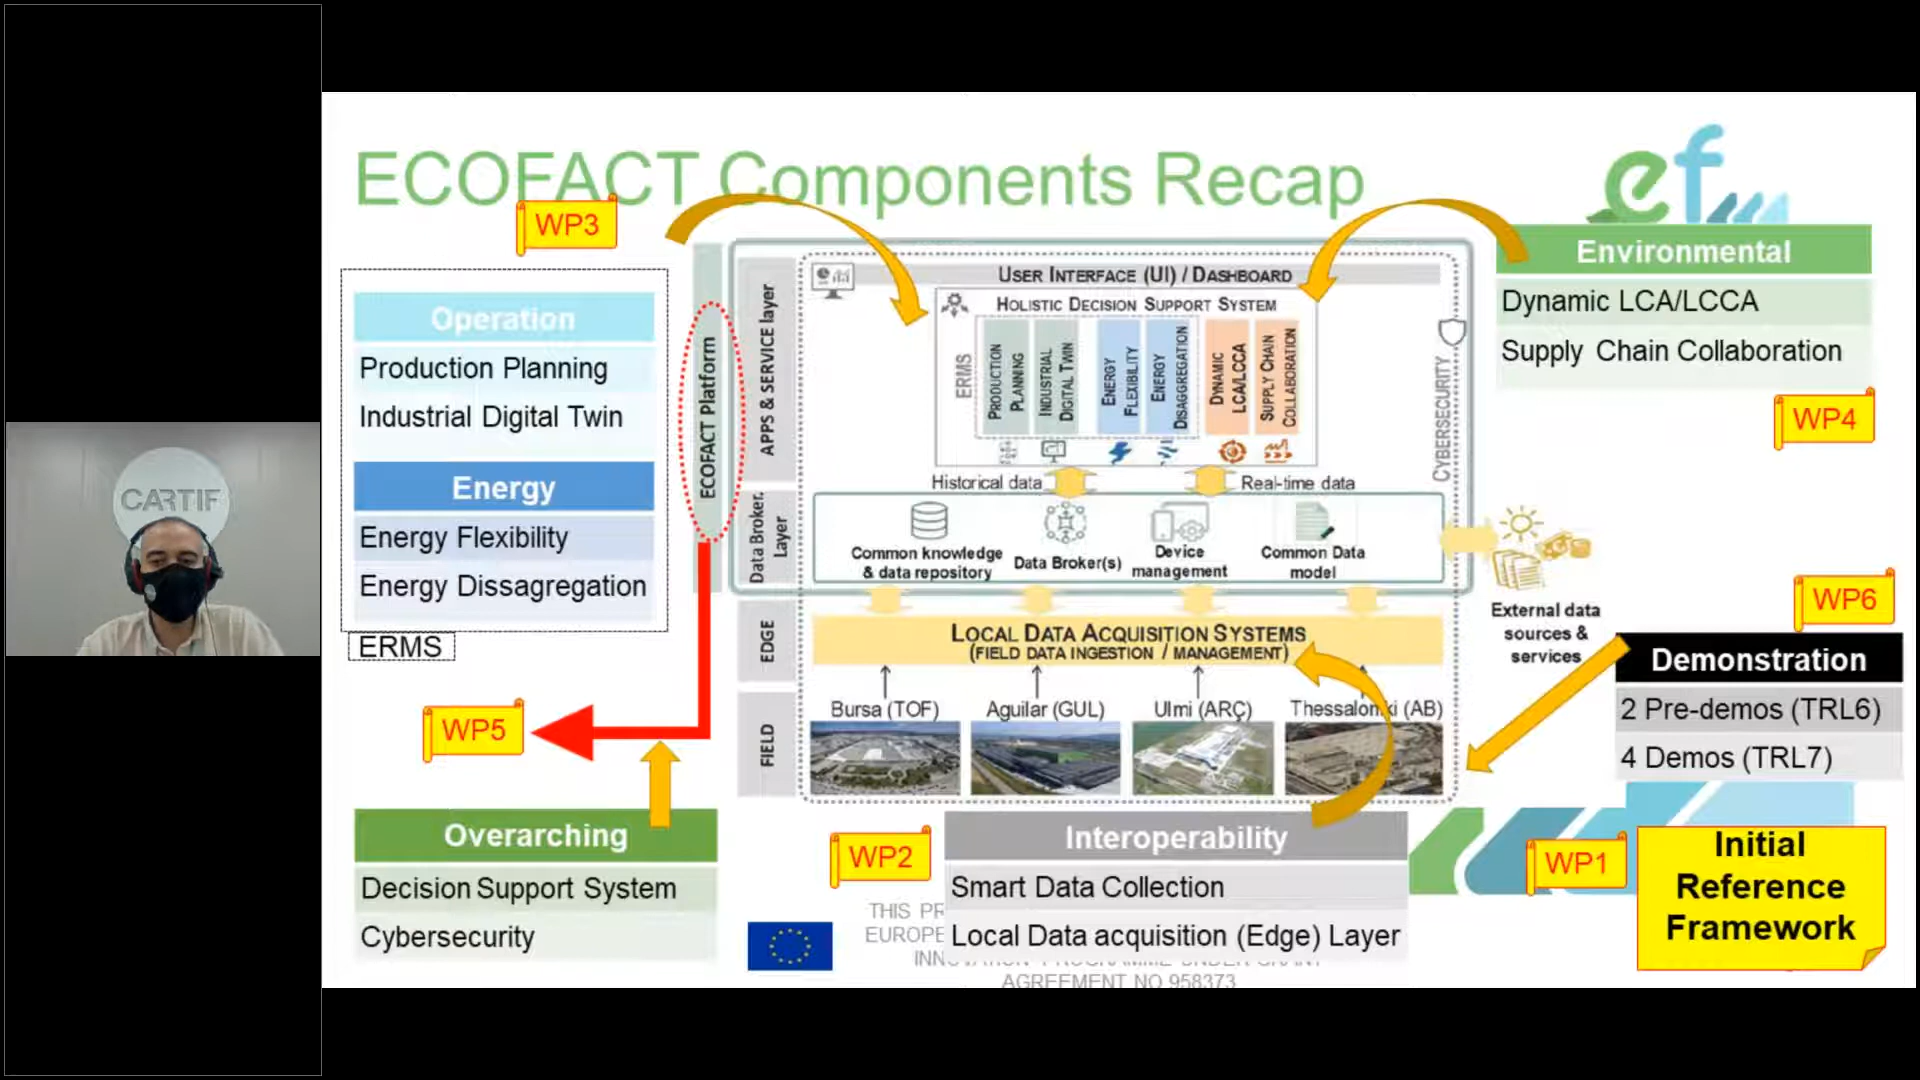 ECOFACT Components Recap
ef
WP3
Operation
Production Planning
Industrial Digital Twin
Energy
Energy Flexibility
Energy Dissagregation
ERMS
WP5
Overarching
Decision Support System
Cybersecurity
CARTIF
ECOFACT Platform
APPS & SERVICE layer
Data Broker.
Layer
EDGE
FIELD
USER INTERFACE (UI) / DASHBOARD
HOLISTIC DECISION SUPPORT SYSTEM
ERMS
PRODUCTION
PLANNING
INDUSTRIAL
DIGITAL TWIN
ENERGY
FLEXIBILITY
ENERGY
DISAGGREGATION
DYNAMIC
LCA/LCCA
SUPPLY CHAIN
COLLABORATION
CYBERSECURITY
Historical data
Real-time data
Common knowledge
& data repository
Data Broker(s)
Device
management
Common Data
model
External data
sources &
services
LOCAL DATA ACQUISITION SYSTEMS
(FIELD DATA INGESTION / MANAGEMENT)
Bursa (TOF)
Aguilar (GUL)
Ulmi (ARÇ)
Thessaloniki (AB)
Environmental
Dynamic LCA/LCCA
Supply Chain Collaboration
WP4
WP6
Demonstration
2 Pre-demos (TRL6)
4 Demos (TRL7)
WP2
Interoperability
Smart Data Collection
Local Data acquisition (Edge) Layer
WP1
Initial
Reference
Framework
THIS PR
EUROPE
AGREEMENT NO 958373